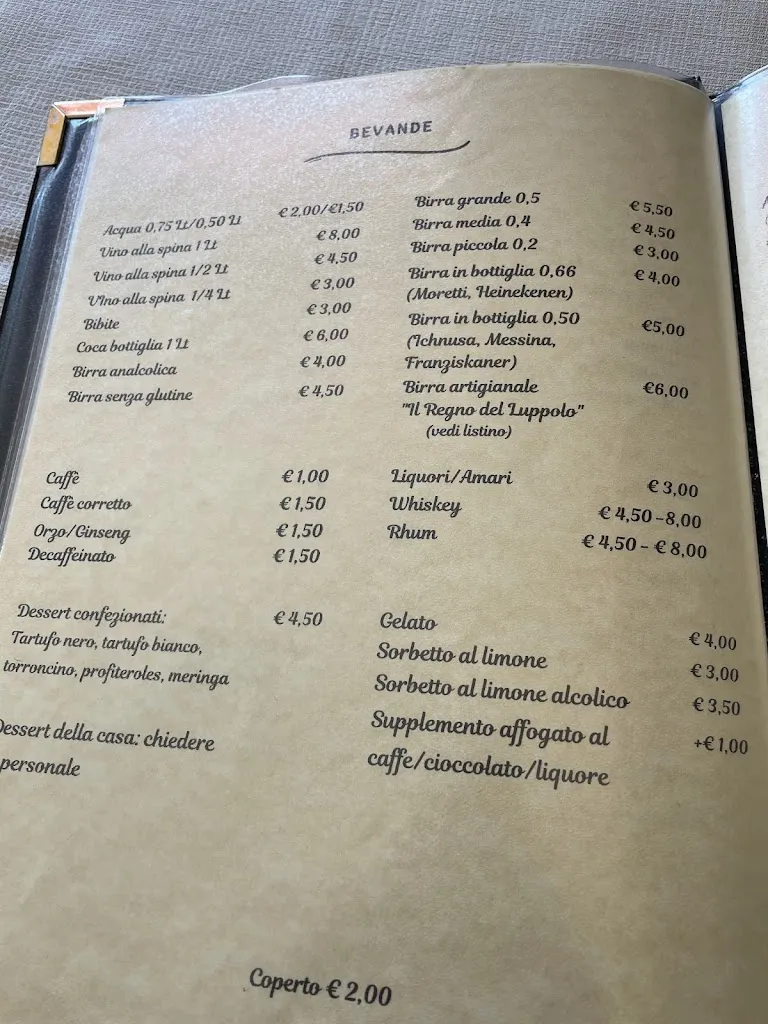 BEVANDE
Acqua 0,75 Lt/0,50 Lt € 2,00/€1,50
Vino alla spina 1 Lt € 8,00
Vino alla spina 1/2 Lt € 4,50
VIno alla spina 1/4 Lt € 3,00
Bibite € 3,00
Coca bottiglia 1 Lt € 6,00
Birra analcolica € 4,00
Birra senza glutine € 4,50
Birra grande 0,5 € 5,50
Birra media 0,4 € 4,50
Birra piccola 0,2 € 3,00
Birra in bottiglia 0,66 € 4,00
(Moretti, Heinekenen)
Birra in bottiglia 0,50 €5,00
(Ichnusa, Messina,
Franziskaner)
Birra artigianale €6,00
"Il Regno del Luppolo"
(vedi listino)
Caffè € 1,00
Caffè corretto € 1,50
Orzo/Ginseng € 1,50
Decaffeinato € 1,50
Liquori/Amari € 3,00
Whiskey € 4,50 -8,00
Rhum € 4,50 - € 8,00
Dessert confezionati: € 4,50
Tartufo nero, tartufo bianco,
torroncino, profiteroles, meringa
Dessert della casa: chiedere
personale
Gelato € 4,00
Sorbetto al limone € 3,00
Sorbetto al limone alcolico € 3,50
Supplemento affogato al +€ 1,00
caffe/cioccolato/liquore
Coperto € 2,00